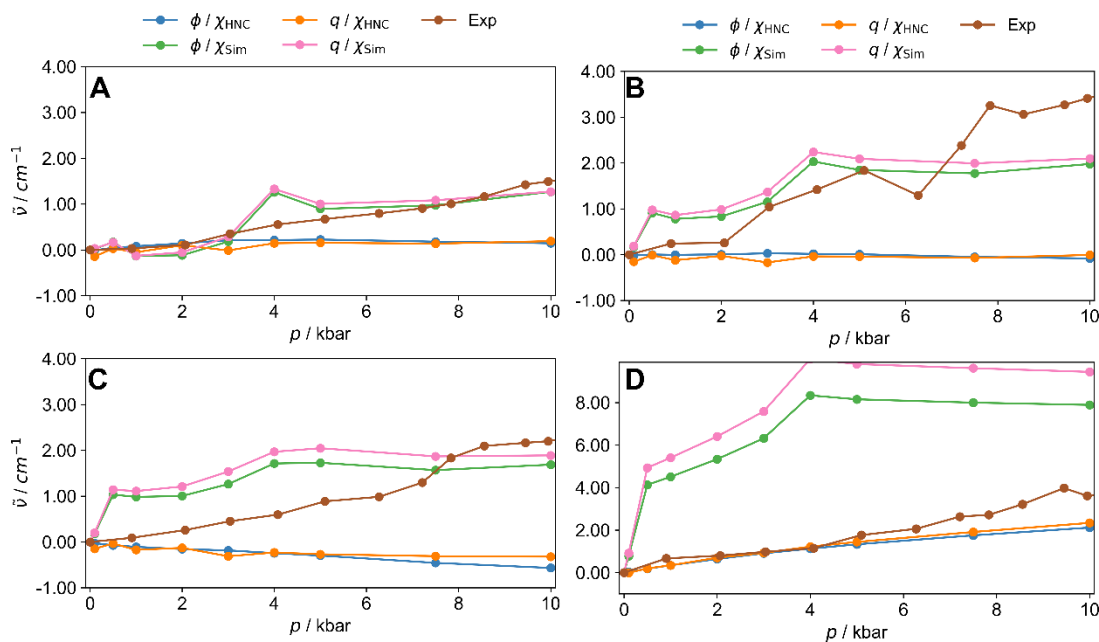 ϕ / χHNC q / χHNC Exp
ϕ / χSim q / χSim
A
4.00
3.00
2.00
1.00
0.00
-1.00
ν̃ / cm⁻¹
0 2 4 6 8 10
p / kbar
ϕ / χHNC q / χHNC Exp
ϕ / χSim q / χSim
B
4.00
3.00
2.00
1.00
0.00
-1.00
0 2 4 6 8 10
p / kbar
C
4.00
3.00
2.00
1.00
0.00
-1.00
ν̃ / cm⁻¹
0 2 4 6 8 10
p / kbar
D
8.00
6.00
4.00
2.00
0.00
0 2 4 6 8 10
p / kbar